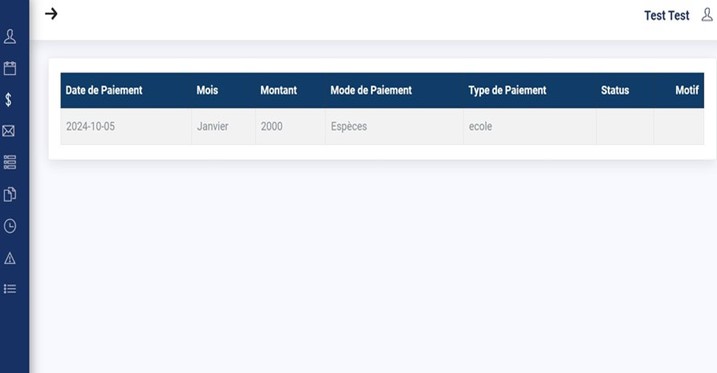 Test Test
Date de Paiement Mois Montant Mode de Paiement Type de Paiement Status Motif
2024-10-05 Janvier 2000 Espèces ecole